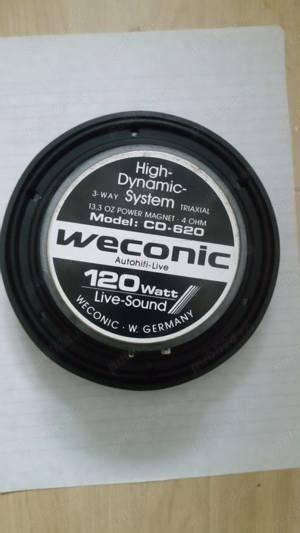 High-
Dynamic-
3-WAY System TRIAXIAL
13,3 OZ POWER MAGNET · 4 OHM
Model: CD-620
weconic
Autohifi-Live
120 Watt
Live-Sound
WECONIC · W. GERMANY